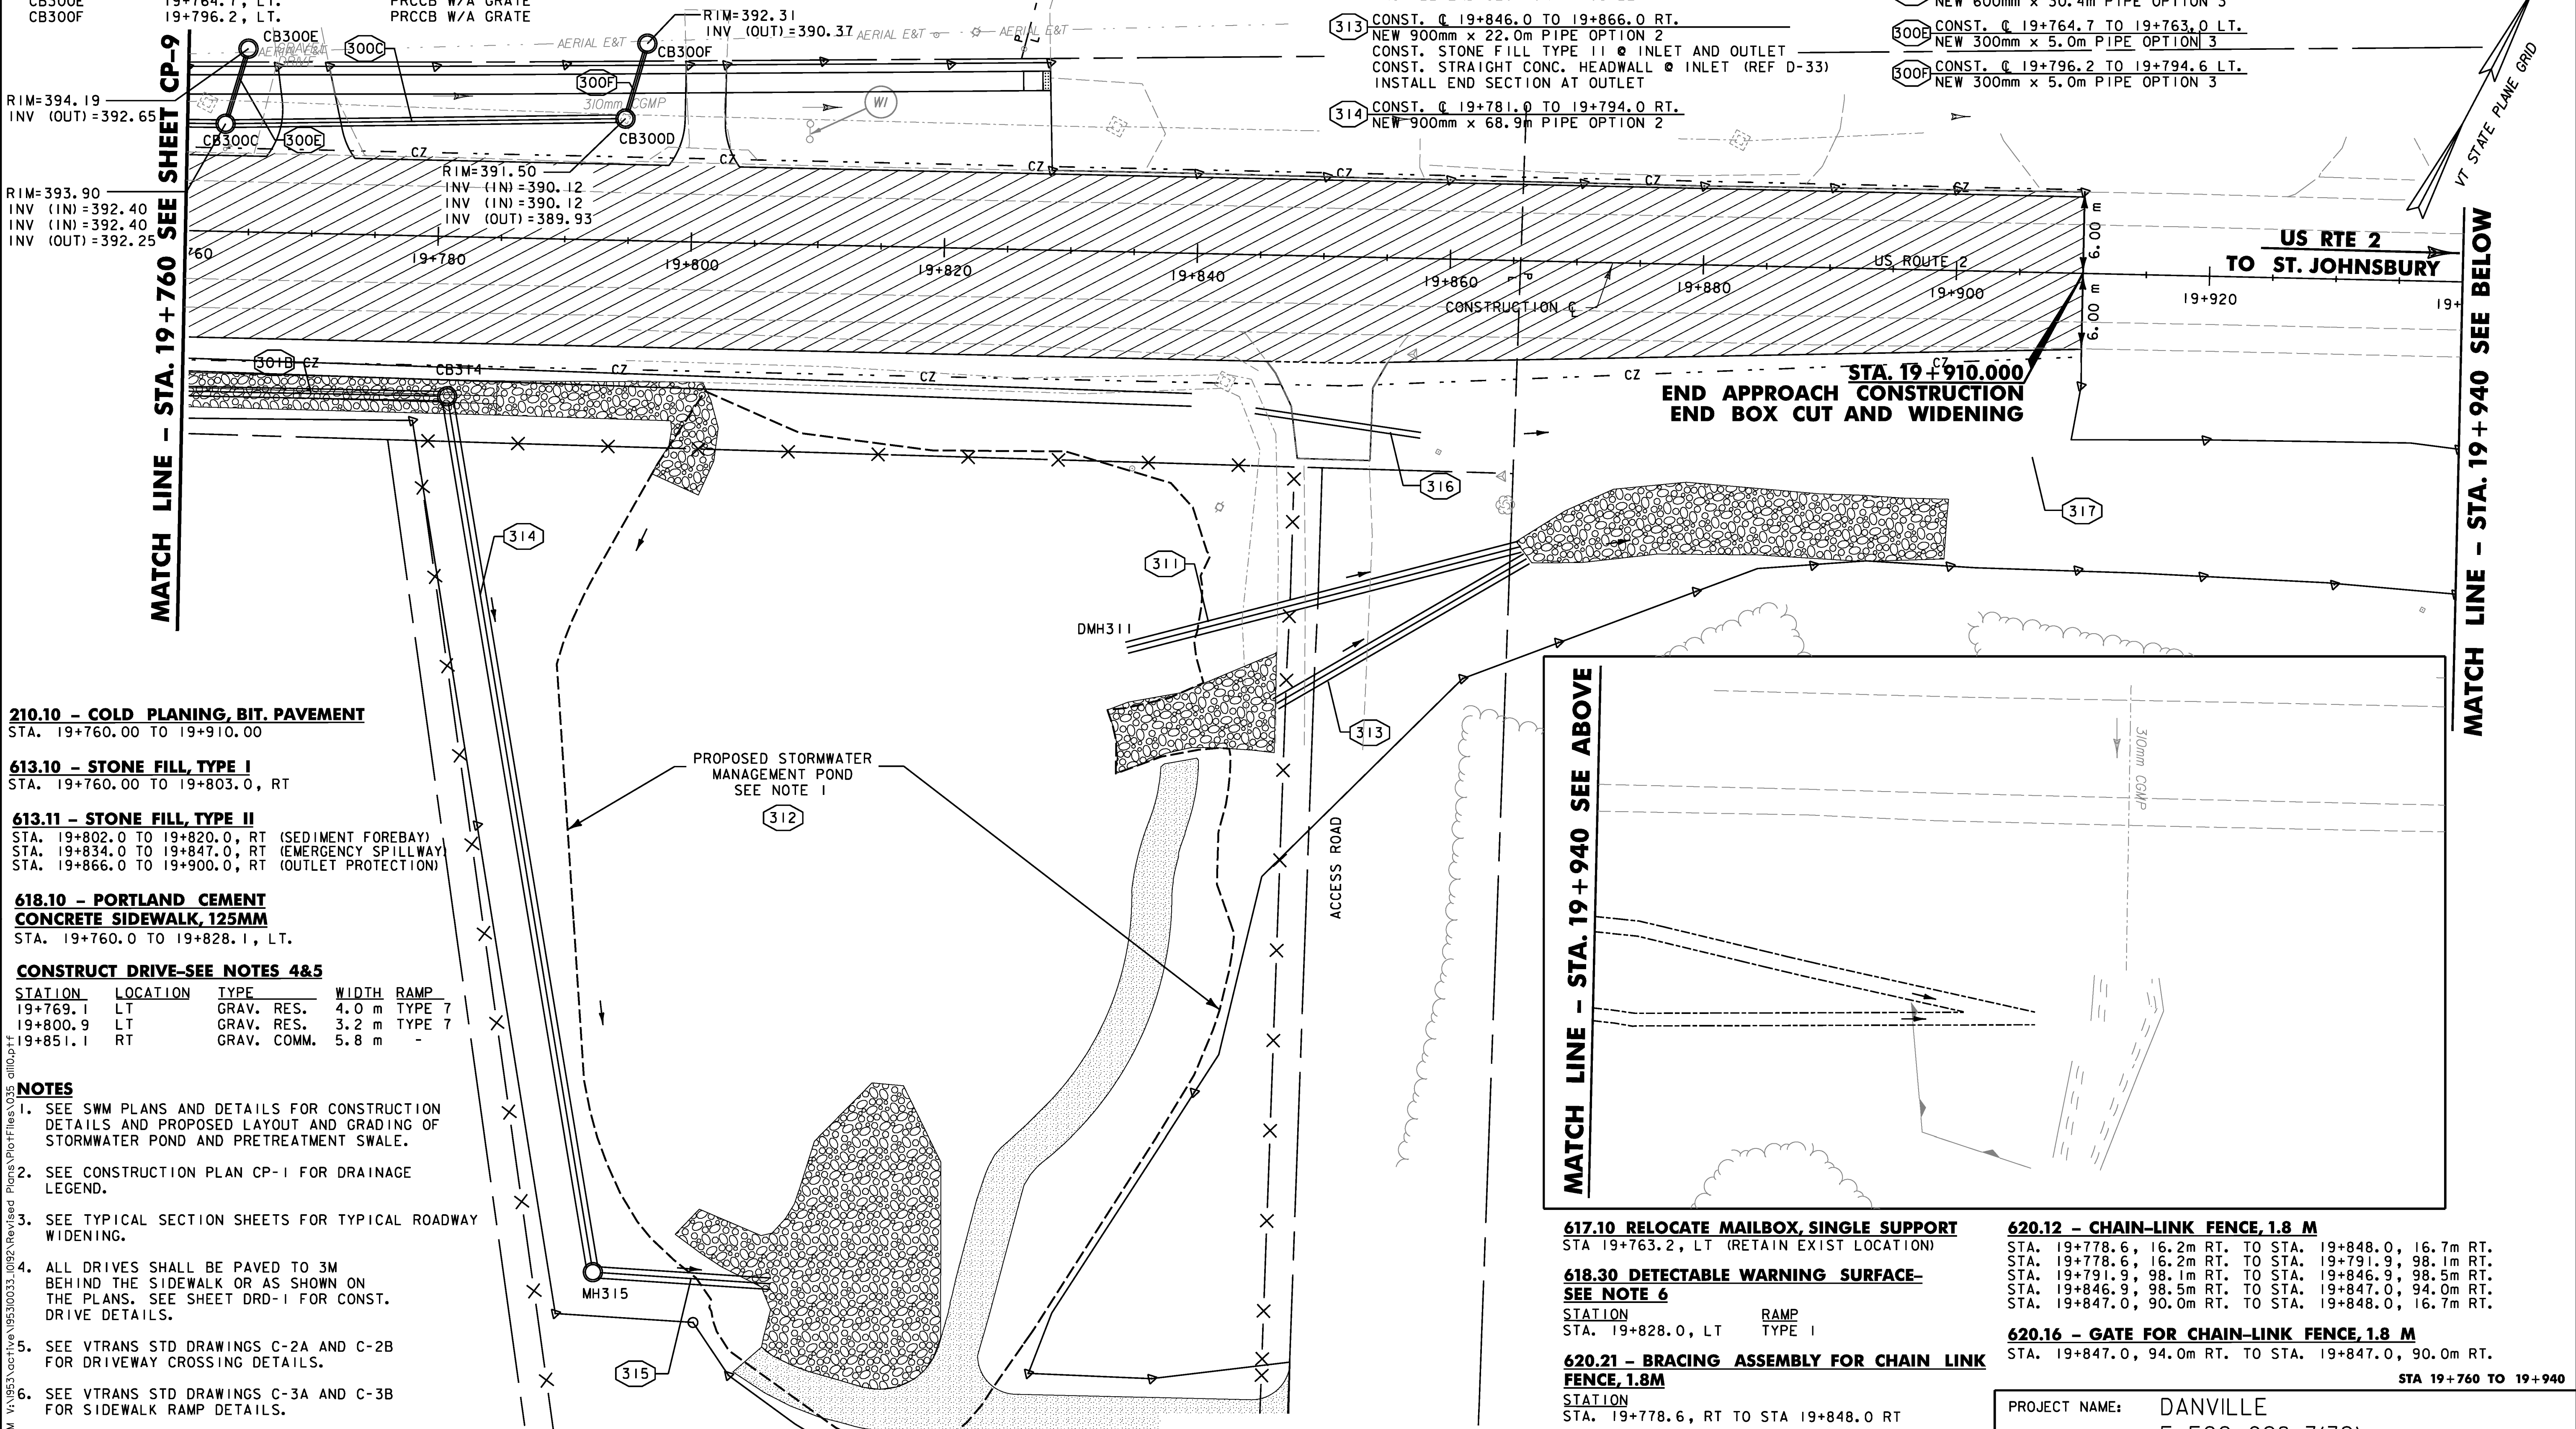 CB300E 19+764.7, LT. PRCCB W/A GRATE
CB300F 19+796.2, LT. PRCCB W/A GRATE
RIM=392.31
INV (OUT)=390.37
CB300E
CB300F
300C
300F
AERIAL E&T
AERIAL E&T
AERIAL E&T
AERIAL E&T
GRAVEL
DRIVE
310mm CGMP
WI
RIM=394.19
INV (OUT)=392.65
CB300C
300E
CB300D
RIM=393.90
INV (IN)=392.40
INV (IN)=392.40
INV (OUT)=392.25
RIM=391.50
INV (IN)=390.12
INV (IN)=390.12
INV (OUT)=389.93
313 CONST. ℄ 19+846.0 TO 19+866.0 RT.
NEW 900mm x 22.0m PIPE OPTION 2
CONST. STONE FILL TYPE II @ INLET AND OUTLET
CONST. STRAIGHT CONC. HEADWALL @ INLET (REF D-33)
INSTALL END SECTION AT OUTLET
314 CONST. ℄ 19+781.0 TO 19+794.0 RT.
NEW 900mm x 68.9m PIPE OPTION 2
NEW 600mm x 30.4m PIPE OPTION 3
300E CONST. ℄ 19+764.7 TO 19+763.0 LT.
NEW 300mm x 5.0m PIPE OPTION 3
300F CONST. ℄ 19+796.2 TO 19+794.6 LT.
NEW 300mm x 5.0m PIPE OPTION 3
VT STATE PLANE GRID
MATCH LINE - STA. 19+760 SEE SHEET CP-9
MATCH LINE - STA. 19+940 SEE BELOW
CZ CZ CZ CZ CZ CZ
760 19+780 19+800 19+820 19+840 19+860 19+880 19+900 19+920 19+
US ROUTE 2
CONSTRUCTION ℄
6.00 m
6.00 m
US RTE 2
TO ST. JOHNSBURY
301B CZ CB314 CZ CZ CZ CZ
STA. 19+910.000
END APPROACH CONSTRUCTION
END BOX CUT AND WIDENING
316
317
314
311
DMH311
313
ACCESS ROAD
PROPOSED STORMWATER
MANAGEMENT POND
SEE NOTE 1
312
MH315
315
210.10 - COLD PLANING, BIT. PAVEMENT
STA. 19+760.00 TO 19+910.00
613.10 - STONE FILL, TYPE I
STA. 19+760.00 TO 19+803.0, RT
613.11 - STONE FILL, TYPE II
STA. 19+802.0 TO 19+820.0, RT (SEDIMENT FOREBAY)
STA. 19+834.0 TO 19+847.0, RT (EMERGENCY SPILLWAY)
STA. 19+866.0 TO 19+900.0, RT (OUTLET PROTECTION)
618.10 - PORTLAND CEMENT
CONCRETE SIDEWALK, 125MM
STA. 19+760.0 TO 19+828.1, LT.
CONSTRUCT DRIVE-SEE NOTES 4&5
STATION LOCATION TYPE WIDTH RAMP
19+769.1 LT GRAV. RES. 4.0 m TYPE 7
19+800.9 LT GRAV. RES. 3.2 m TYPE 7
19+851.1 RT GRAV. COMM. 5.8 m -
NOTES
1. SEE SWM PLANS AND DETAILS FOR CONSTRUCTION
DETAILS AND PROPOSED LAYOUT AND GRADING OF
STORMWATER POND AND PRETREATMENT SWALE.
2. SEE CONSTRUCTION PLAN CP-1 FOR DRAINAGE
LEGEND.
3. SEE TYPICAL SECTION SHEETS FOR TYPICAL ROADWAY
WIDENING.
4. ALL DRIVES SHALL BE PAVED TO 3M
BEHIND THE SIDEWALK OR AS SHOWN ON
THE PLANS. SEE SHEET DRD-1 FOR CONST.
DRIVE DETAILS.
5. SEE VTRANS STD DRAWINGS C-2A AND C-2B
FOR DRIVEWAY CROSSING DETAILS.
6. SEE VTRANS STD DRAWINGS C-3A AND C-3B
FOR SIDEWALK RAMP DETAILS.
MATCH LINE - STA. 19+940 SEE ABOVE
310mm CGMP
617.10 RELOCATE MAILBOX, SINGLE SUPPORT
STA 19+763.2, LT (RETAIN EXIST LOCATION)
618.30 DETECTABLE WARNING SURFACE-
SEE NOTE 6
STATION RAMP
STA. 19+828.0, LT TYPE 1
620.21 - BRACING ASSEMBLY FOR CHAIN LINK
FENCE, 1.8M
STATION
STA. 19+778.6, RT TO STA 19+848.0 RT
620.12 - CHAIN-LINK FENCE, 1.8 M
STA. 19+778.6, 16.2m RT. TO STA. 19+848.0, 16.7m RT.
STA. 19+778.6, 16.2m RT. TO STA. 19+791.9, 98.1m RT.
STA. 19+791.9, 98.1m RT. TO STA. 19+846.9, 98.5m RT.
STA. 19+846.9, 98.5m RT. TO STA. 19+847.0, 94.0m RT.
STA. 19+847.0, 90.0m RT. TO STA. 19+848.0, 16.7m RT.
620.16 - GATE FOR CHAIN-LINK FENCE, 1.8 M
STA. 19+847.0, 94.0m RT. TO STA. 19+847.0, 90.0m RT.
STA 19+760 TO 19+940
PROJECT NAME: DANVILLE